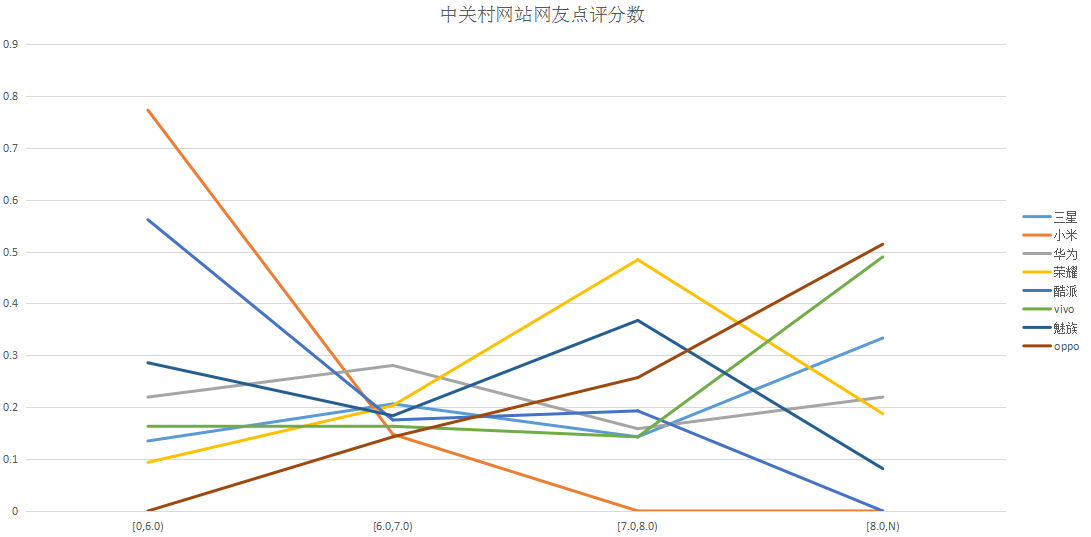 中关村网站网友点评分数
0.9
0.8
0.7
0.6
0.5
0.4
0.3
0.2
0.1
0
[0,6.0)
[6.0,7.0)
[7.0,8.0)
[8.0,N)
三星
小米
华为
荣耀
酷派
vivo
魅族
oppo